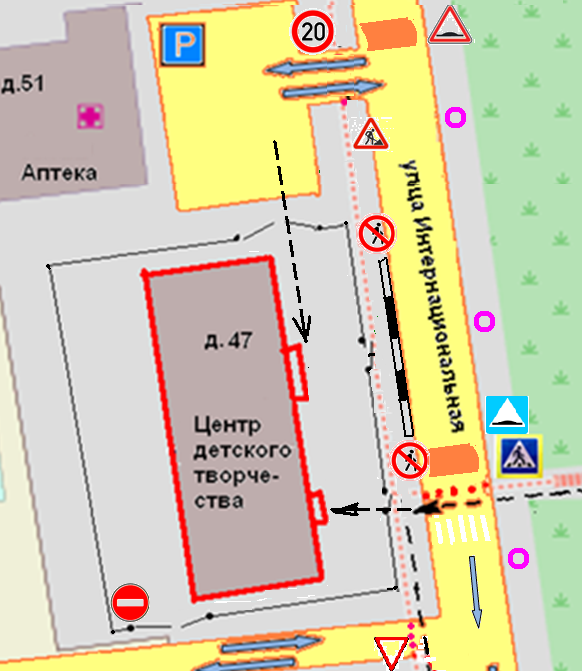 P
20
д.51
Аптека
улица Интернациональная
д. 47
Центр
детского
творче-
ства